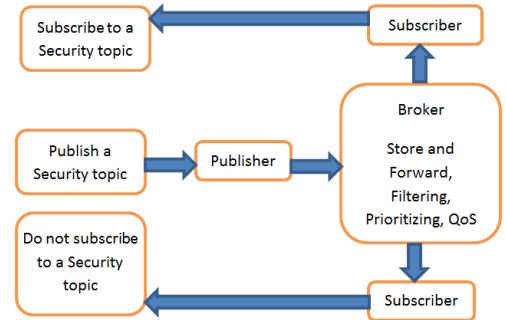 Subscribe to a
Security topic
Subscriber
Broker
Store and
Forward,
Filtering,
Prioritizing, QoS
Publish a
Security topic
Publisher
Do not subscribe
to a Security
topic
Subscriber